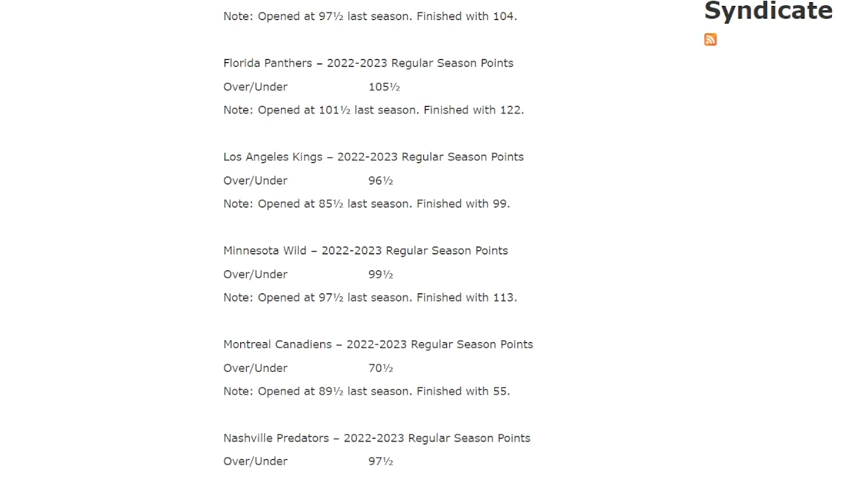 Syndicate
Note: Opened at 97½ last season. Finished with 104.
Florida Panthers – 2022-2023 Regular Season Points
Over/Under 105½
Note: Opened at 101½ last season. Finished with 122.
Los Angeles Kings – 2022-2023 Regular Season Points
Over/Under 96½
Note: Opened at 85½ last season. Finished with 99.
Minnesota Wild – 2022-2023 Regular Season Points
Over/Under 99½
Note: Opened at 97½ last season. Finished with 113.
Montreal Canadiens – 2022-2023 Regular Season Points
Over/Under 70½
Note: Opened at 89½ last season. Finished with 55.
Nashville Predators – 2022-2023 Regular Season Points
Over/Under 97½